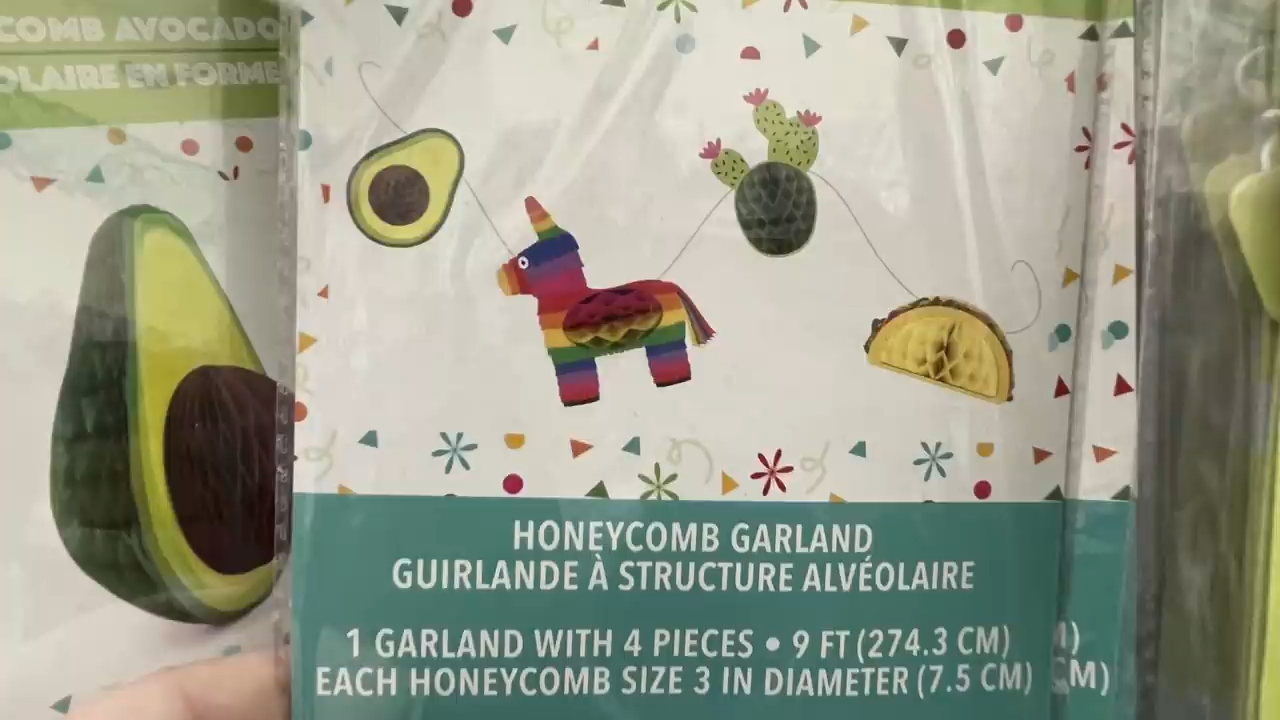 COMB AVOCADO
OLAIRE EN FORME
HONEYCOMB GARLAND
GUIRLANDE À STRUCTURE ALVÉOLAIRE
1 GARLAND WITH 4 PIECES • 9 FT (274.3 CM)
EACH HONEYCOMB SIZE 3 IN DIAMETER (7.5 CM)
M)
CM)